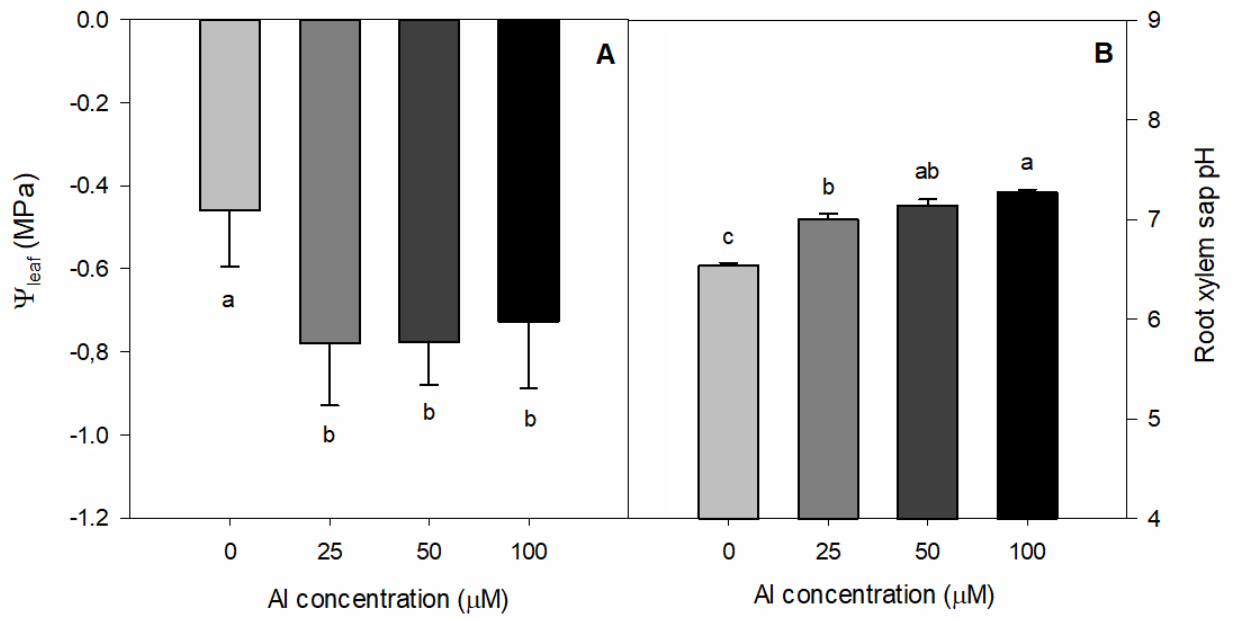 0.0
-0.2
-0.4
-0.6
-0,8
-1.0
-1.2
Ψleaf (MPa)
A
a
b
b
b
0 25 50 100
Al concentration (μM)
B
c
b
ab
a
9
8
7
6
5
4
Root xylem sap pH
0 25 50 100
Al concentration (μM)